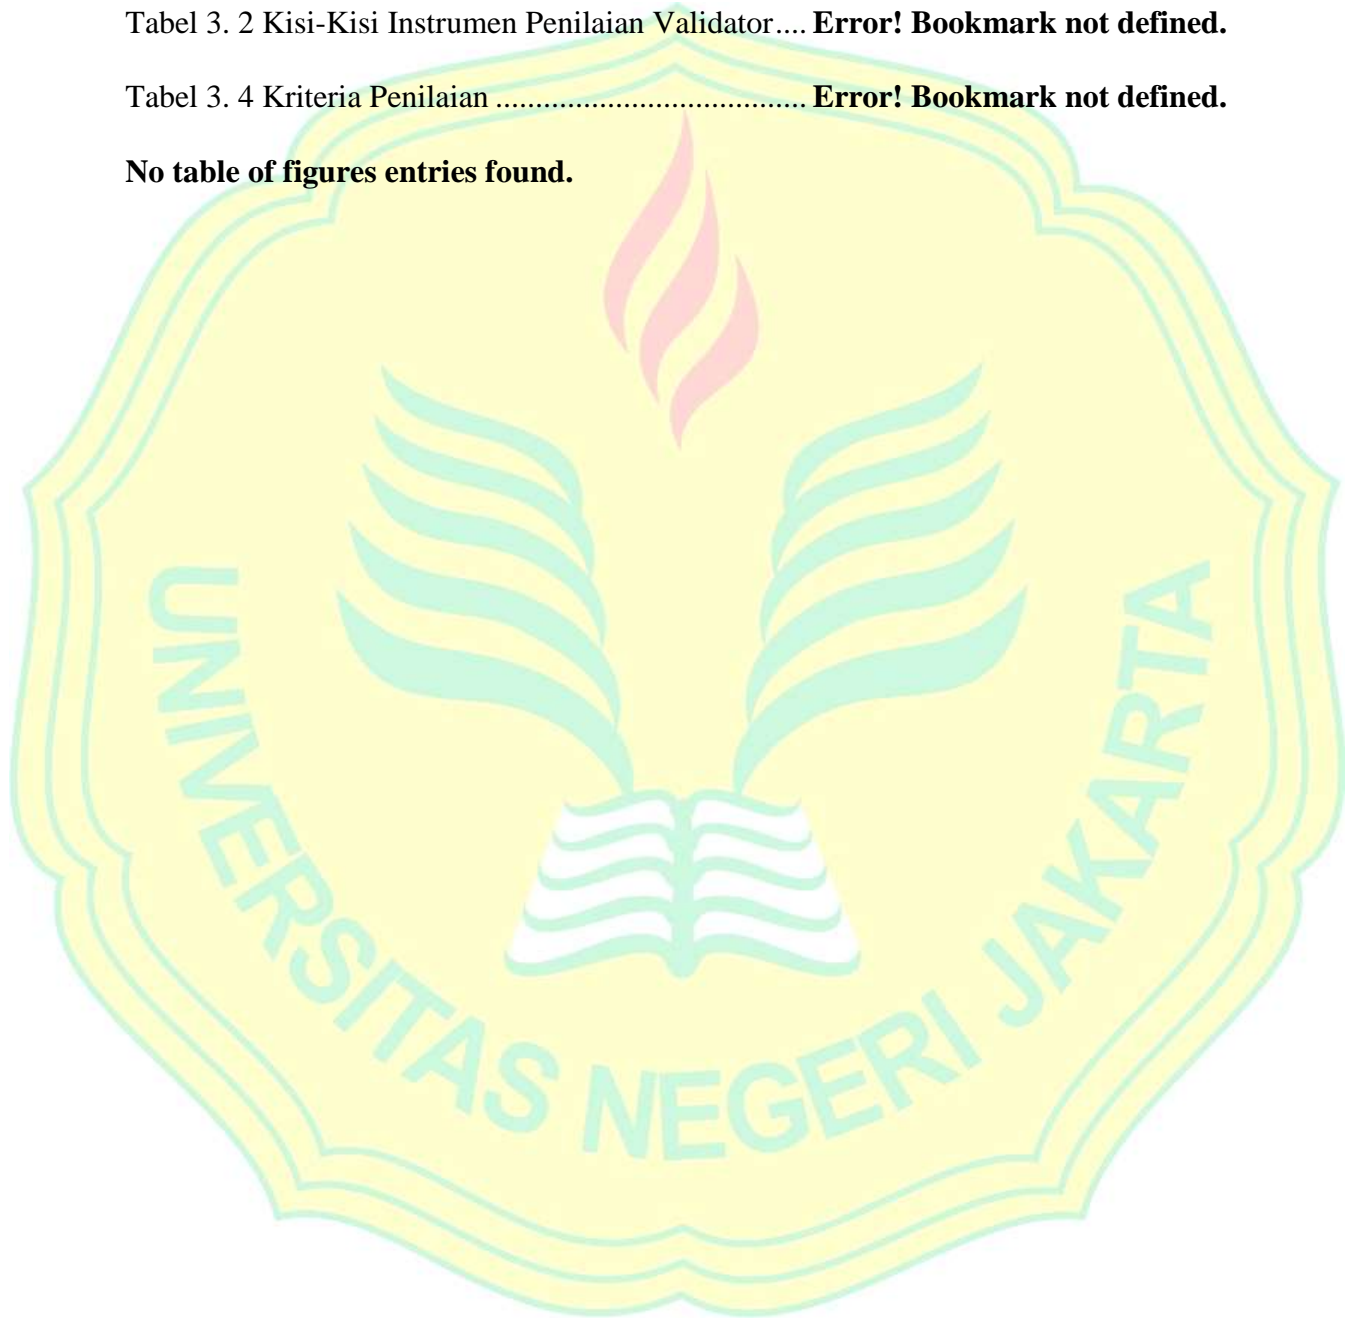 Tabel 3. 2 Kisi-Kisi Instrumen Penilaian Validator.... Error! Bookmark not defined.
Tabel 3. 4 Kriteria Penilaian ....................................... Error! Bookmark not defined.
No table of figures entries found.
UNIVERSITAS NEGERI JAKARTA